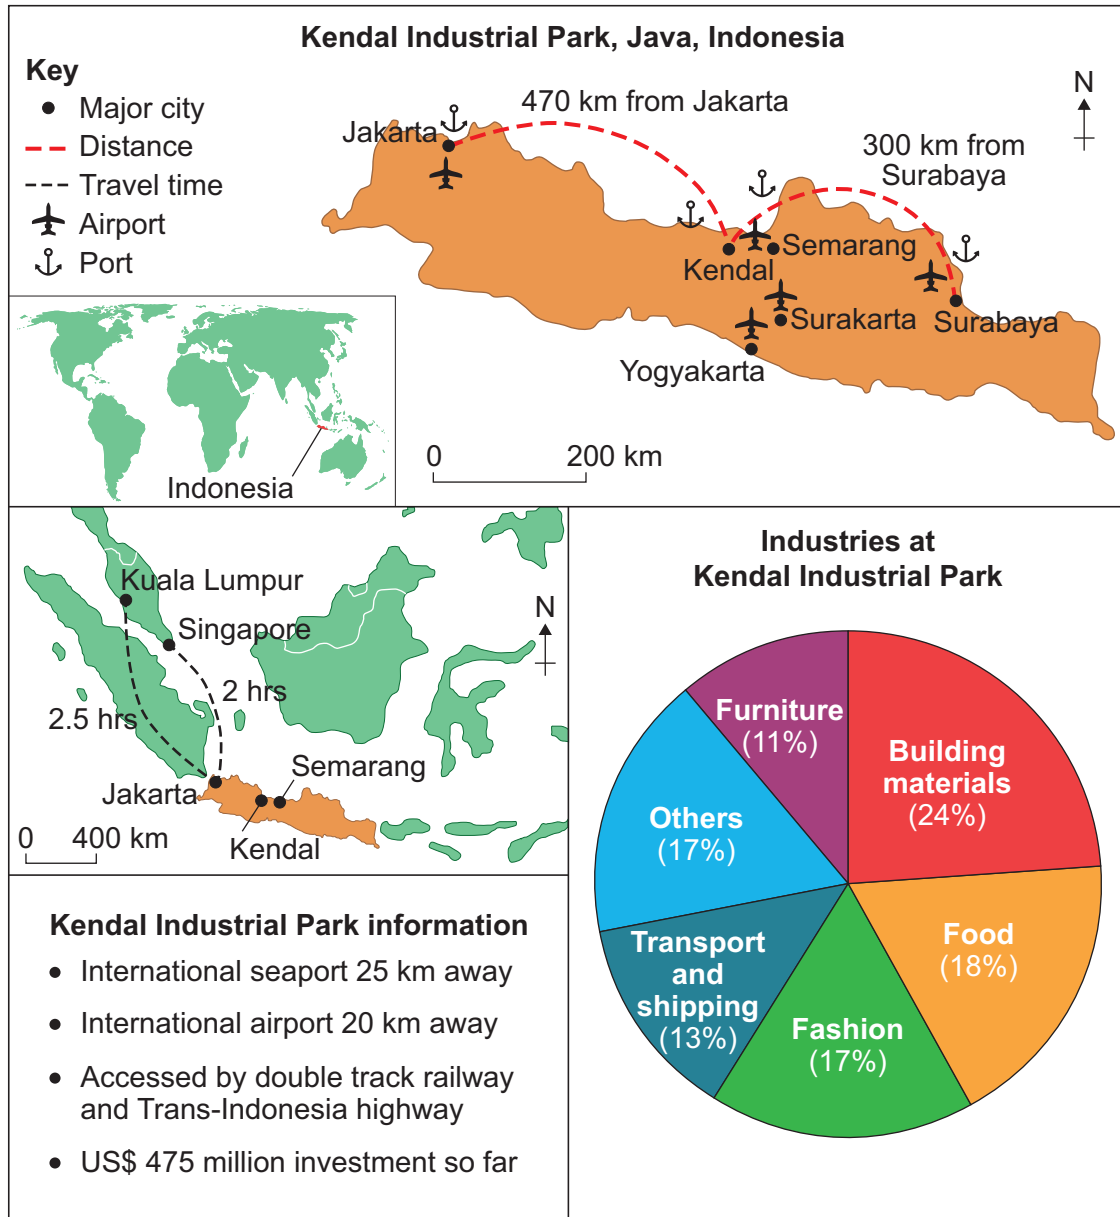 Kendal Industrial Park, Java, Indonesia
Key
Major city
Distance
Travel time
Airport
Port
N
470 km from Jakarta
Jakarta
300 km from
Surabaya
Semarang
Kendal
Surakarta
Surabaya
Yogyakarta
0 200 km
Indonesia
Kuala Lumpur
Singapore
N
2 hrs
2.5 hrs
Semarang
Jakarta
0 400 km
Kendal
Industries at
Kendal Industrial Park
Furniture
(11%)
Building
materials
(24%)
Others
(17%)
Food
(18%)
Transport
and
shipping
(13%)
Fashion
(17%)
Kendal Industrial Park information
• International seaport 25 km away
• International airport 20 km away
• Accessed by double track railway
and Trans-Indonesia highway
• US$ 475 million investment so far